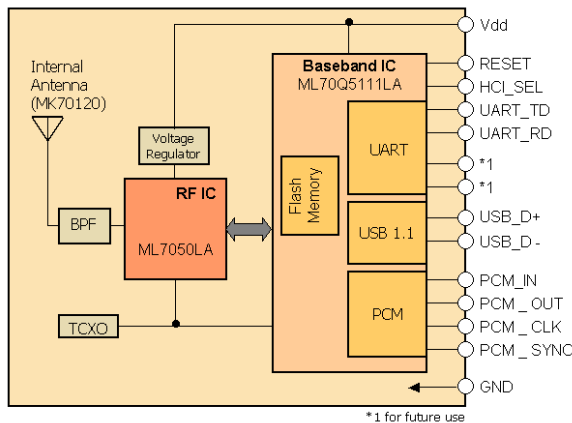 Vdd
Baseband IC
ML70Q5111LA
RESET
HCI_SEL
UART_TD
UART_RD
*1
*1
USB_D+
USB_D -
PCM_IN
PCM _ OUT
PCM _ CLK
PCM _ SYNC
GND
Internal
Antenna
(MK70120)
Voltage
Regulator
RF IC
ML7050LA
BPF
TCXO
Flash
Memory
UART
USB 1.1
PCM
*1 for future use